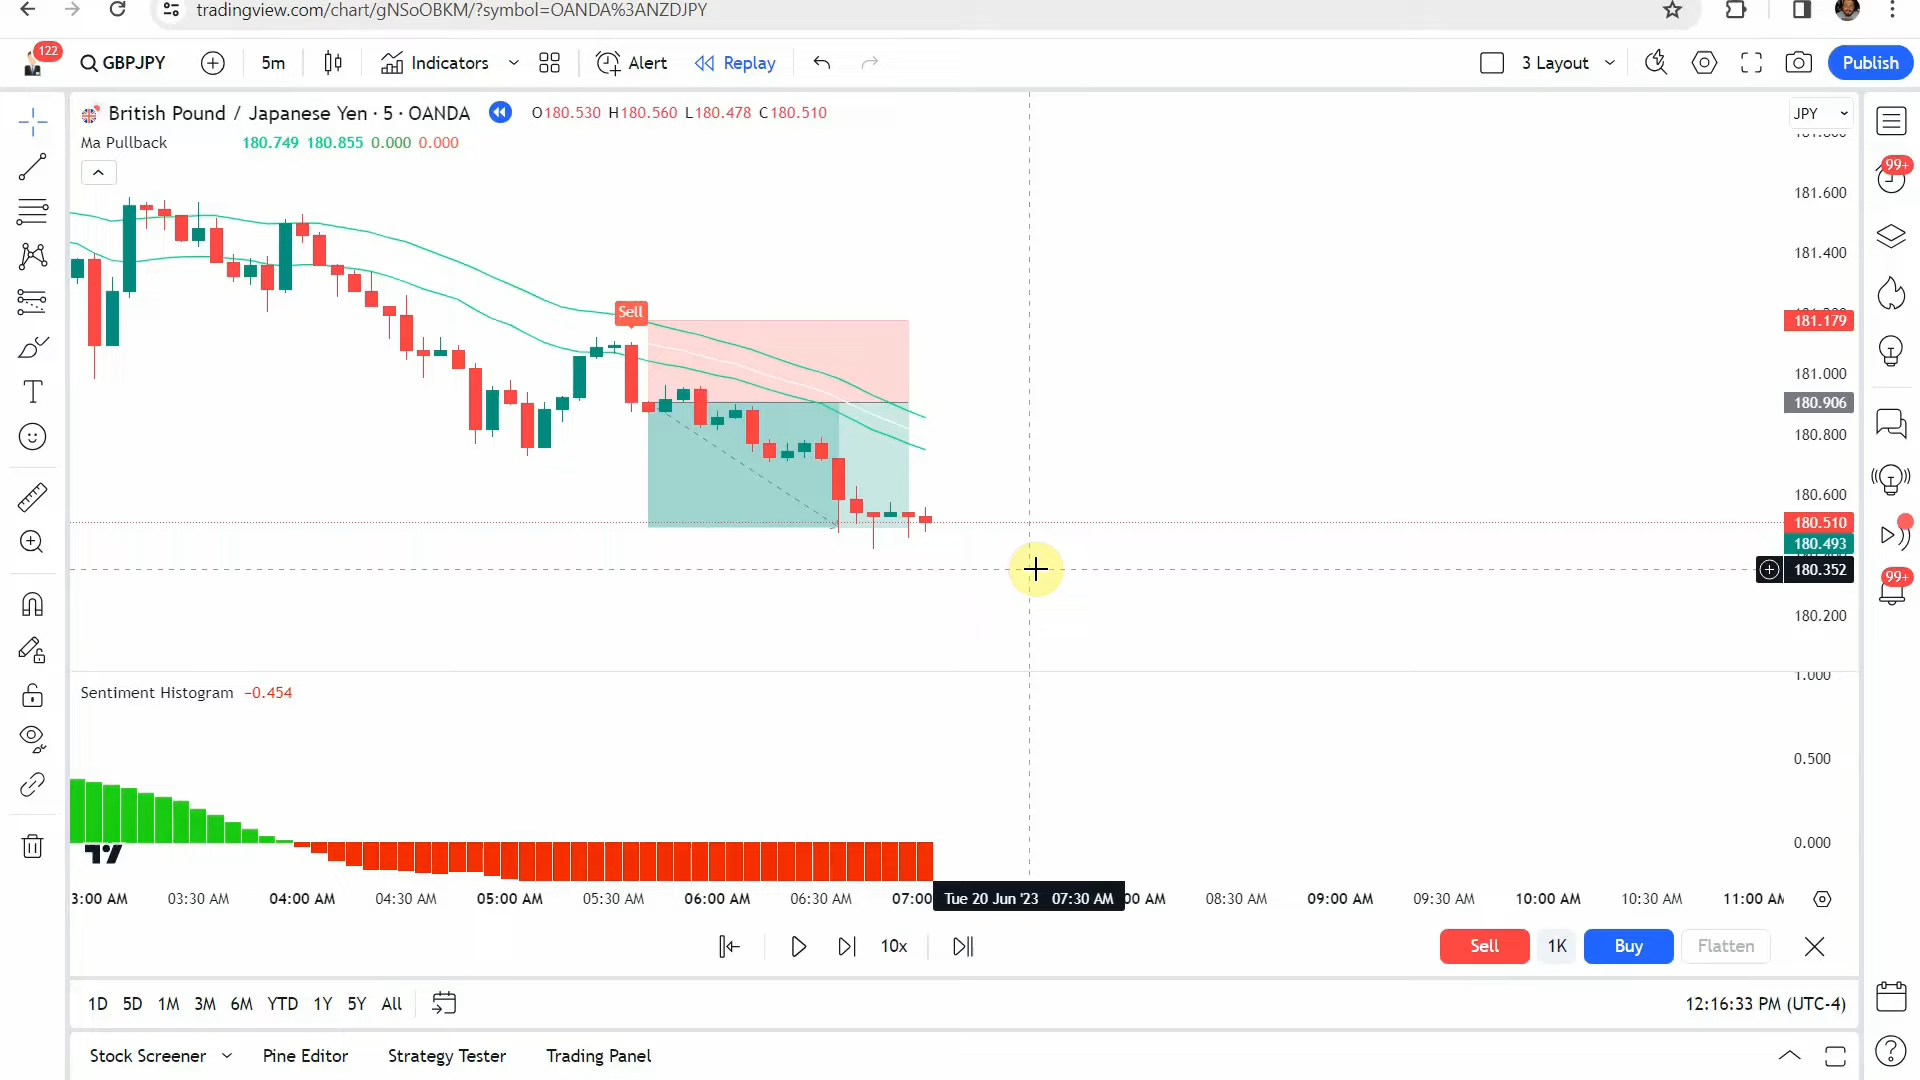 tradingview.com/chart/gNSoOBKM/?symbol=OANDA%3ANZDJPY
122
GBPJPY
5m
Indicators
Alert
Replay
3 Layout
Publish
British Pound / Japanese Yen · 5 · OANDA
O180.530 H180.560 L180.478 C180.510
JPY
Ma Pullback 180.749 180.855 0.000 0.000
99+
181.600
181.400
Sell
181.179
181.000
180.906
180.800
180.600
180.510
180.493
180.352
99+
180.200
1.000
Sentiment Histogram −0.454
0.500
0.000
3:00 AM 03:30 AM 04:00 AM 04:30 AM 05:00 AM 05:30 AM 06:00 AM 06:30 AM 07:00 Tue 20 Jun '23 07:30 AM 00 AM 08:30 AM 09:00 AM 09:30 AM 10:00 AM 10:30 AM 11:00 AM
10x
Sell
1K
Buy
Flatten
1D 5D 1M 3M 6M YTD 1Y 5Y All
12:16:33 PM (UTC-4)
Stock Screener
Pine Editor
Strategy Tester
Trading Panel